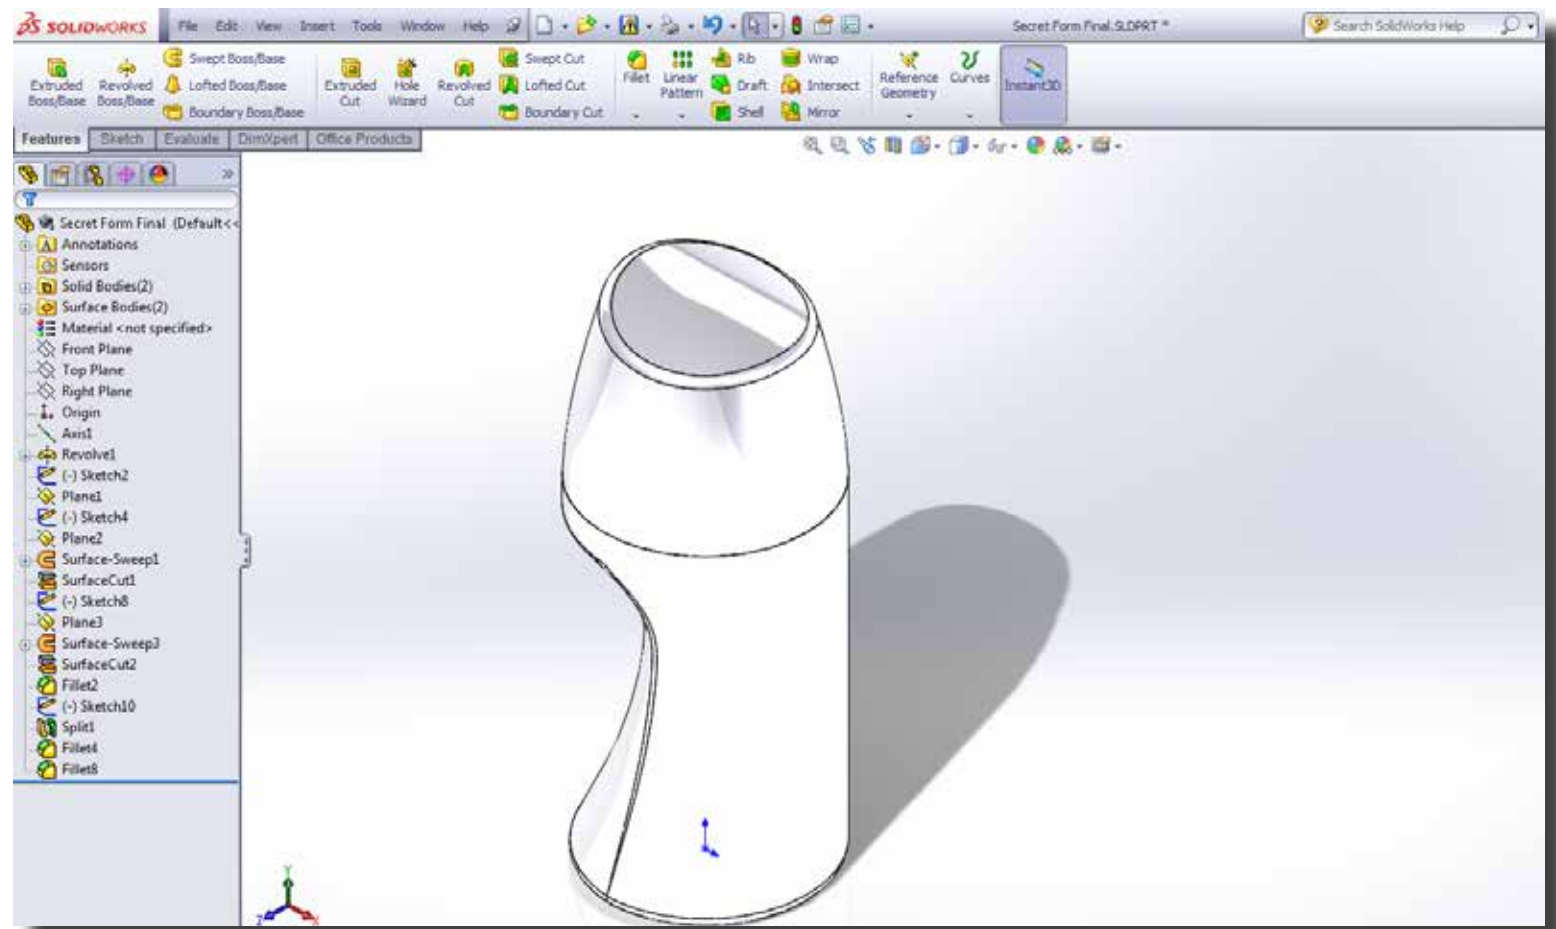 SOLIDWORKS File Edit View Insert Tools Window Help Secret Form Final.SLDPRT * Search SolidWorks Help
Extruded Boss/Base
Revolved Boss/Base
Swept Boss/Base
Lofted Boss/Base
Boundary Boss/Base
Extruded Cut
Hole Wizard
Revolved Cut
Swept Cut
Lofted Cut
Boundary Cut
Fillet
Linear Pattern
Rib
Draft
Shell
Wrap
Intersect
Mirror
Reference Geometry
Curves
Instant3D
Features Sketch Evaluate DimXpert Office Products
Secret Form Final (Default<<
Annotations
Sensors
Solid Bodies(2)
Surface Bodies(2)
Material <not specified>
Front Plane
Top Plane
Right Plane
Origin
Axis1
Revolve1
(-) Sketch2
Plane1
(-) Sketch4
Plane2
Surface-Sweep1
SurfaceCut1
(-) Sketch8
Plane3
Surface-Sweep3
SurfaceCut2
Fillet2
(-) Sketch10
Split1
Fillet4
Fillet8
Y
Z X